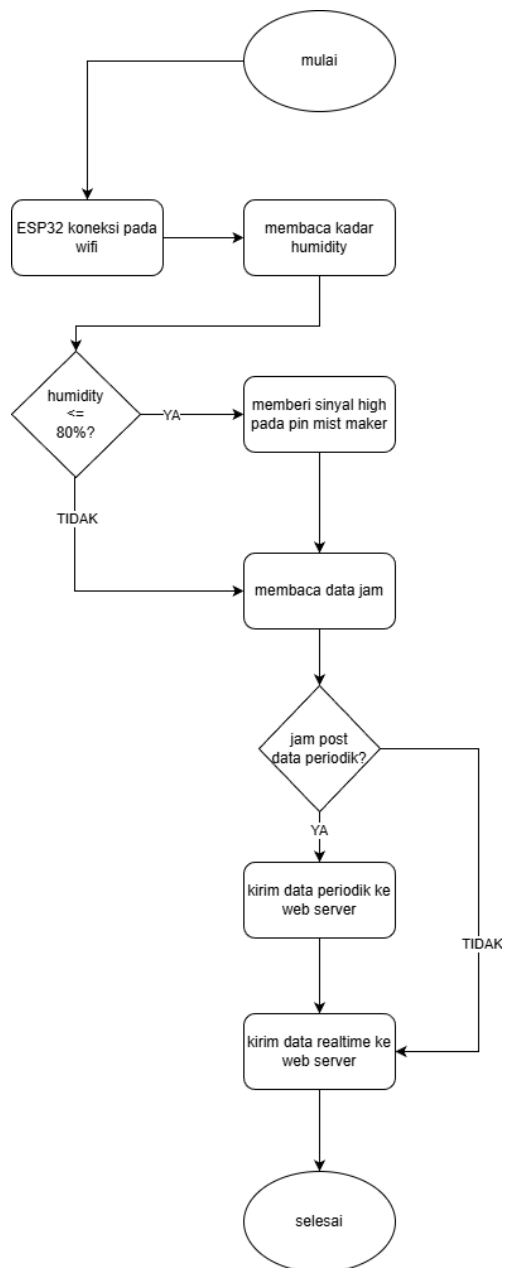 mulai
ESP32 koneksi pada
wifi
membaca kadar
humidity
humidity
<=
80%?
YA
memberi sinyal high
pada pin mist maker
TIDAK
membaca data jam
jam post
data periodik?
YA
kirim data periodik ke
web server
TIDAK
kirim data realtime ke
web server
selesai